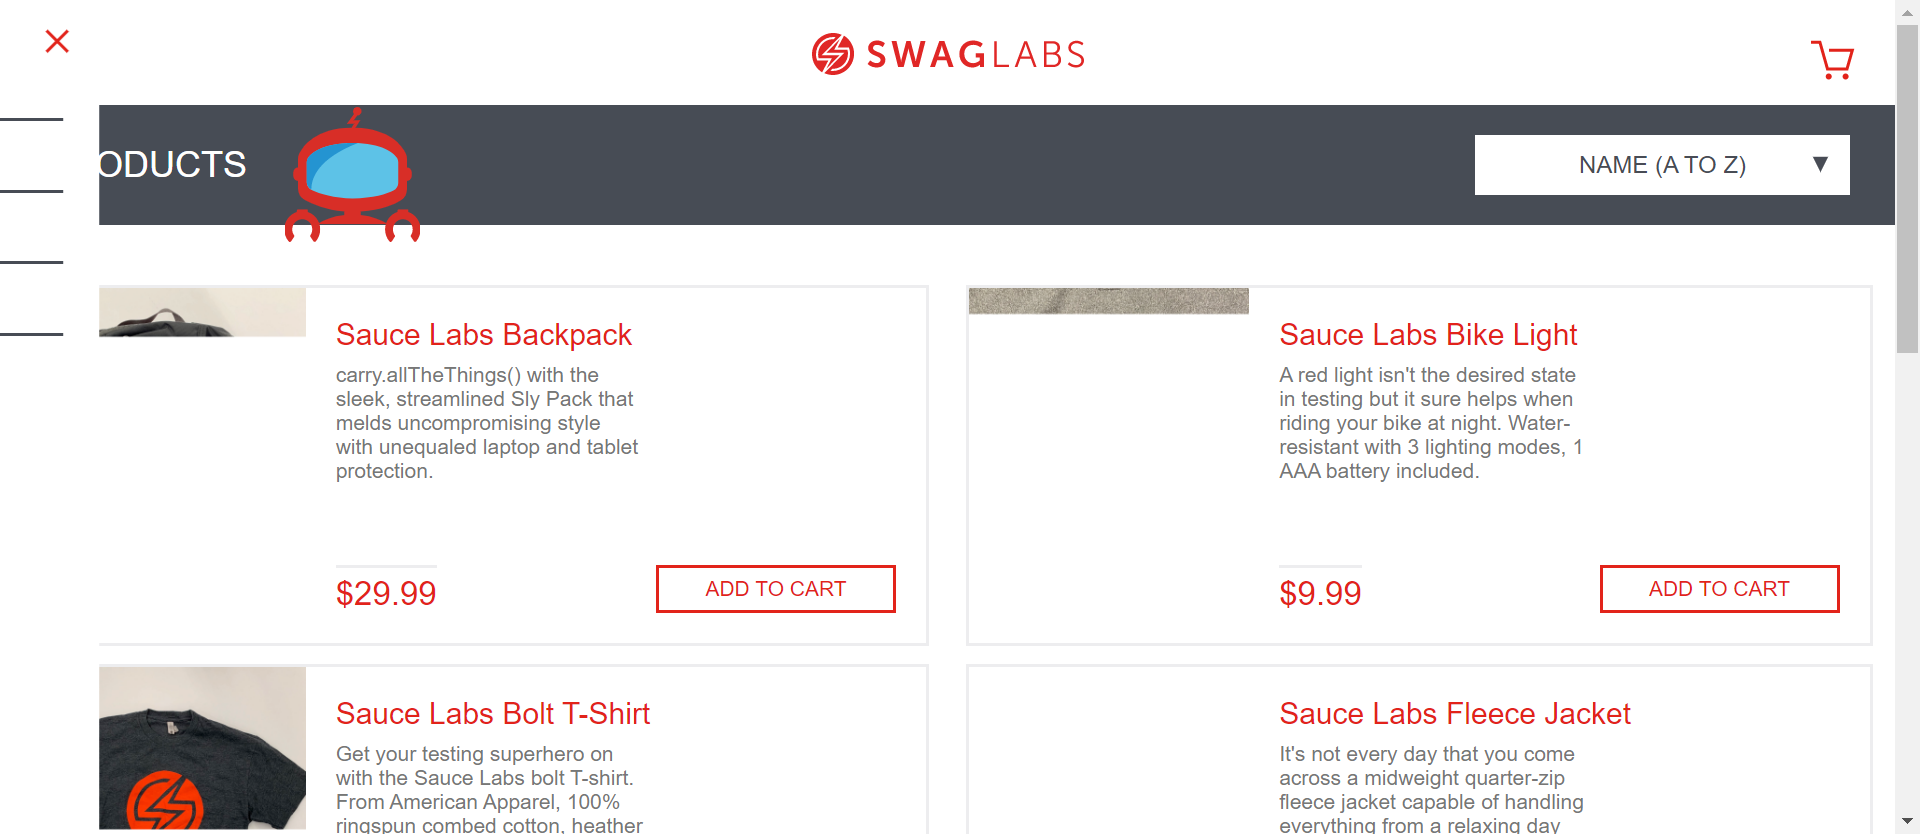 SWAGLABS
ODUCTS
NAME (A TO Z)
Sauce Labs Backpack
carry.allTheThings() with the
sleek, streamlined Sly Pack that
melds uncompromising style
with unequaled laptop and tablet
protection.
$29.99
ADD TO CART
Sauce Labs Bike Light
A red light isn't the desired state
in testing but it sure helps when
riding your bike at night. Water-
resistant with 3 lighting modes, 1
AAA battery included.
$9.99
ADD TO CART
Sauce Labs Bolt T-Shirt
Get your testing superhero on
with the Sauce Labs bolt T-shirt.
From American Apparel, 100%
ringspun combed cotton, heather
Sauce Labs Fleece Jacket
It's not every day that you come
across a midweight quarter-zip
fleece jacket capable of handling
everything from a relaxing day